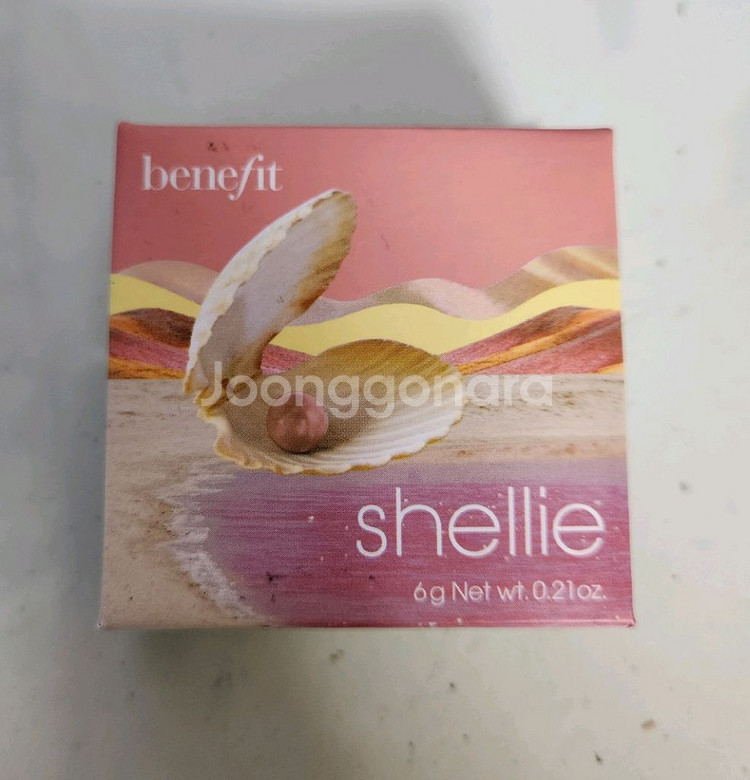 benefit
Joonggonara
shellie
6g Net wt. 0.21oz.